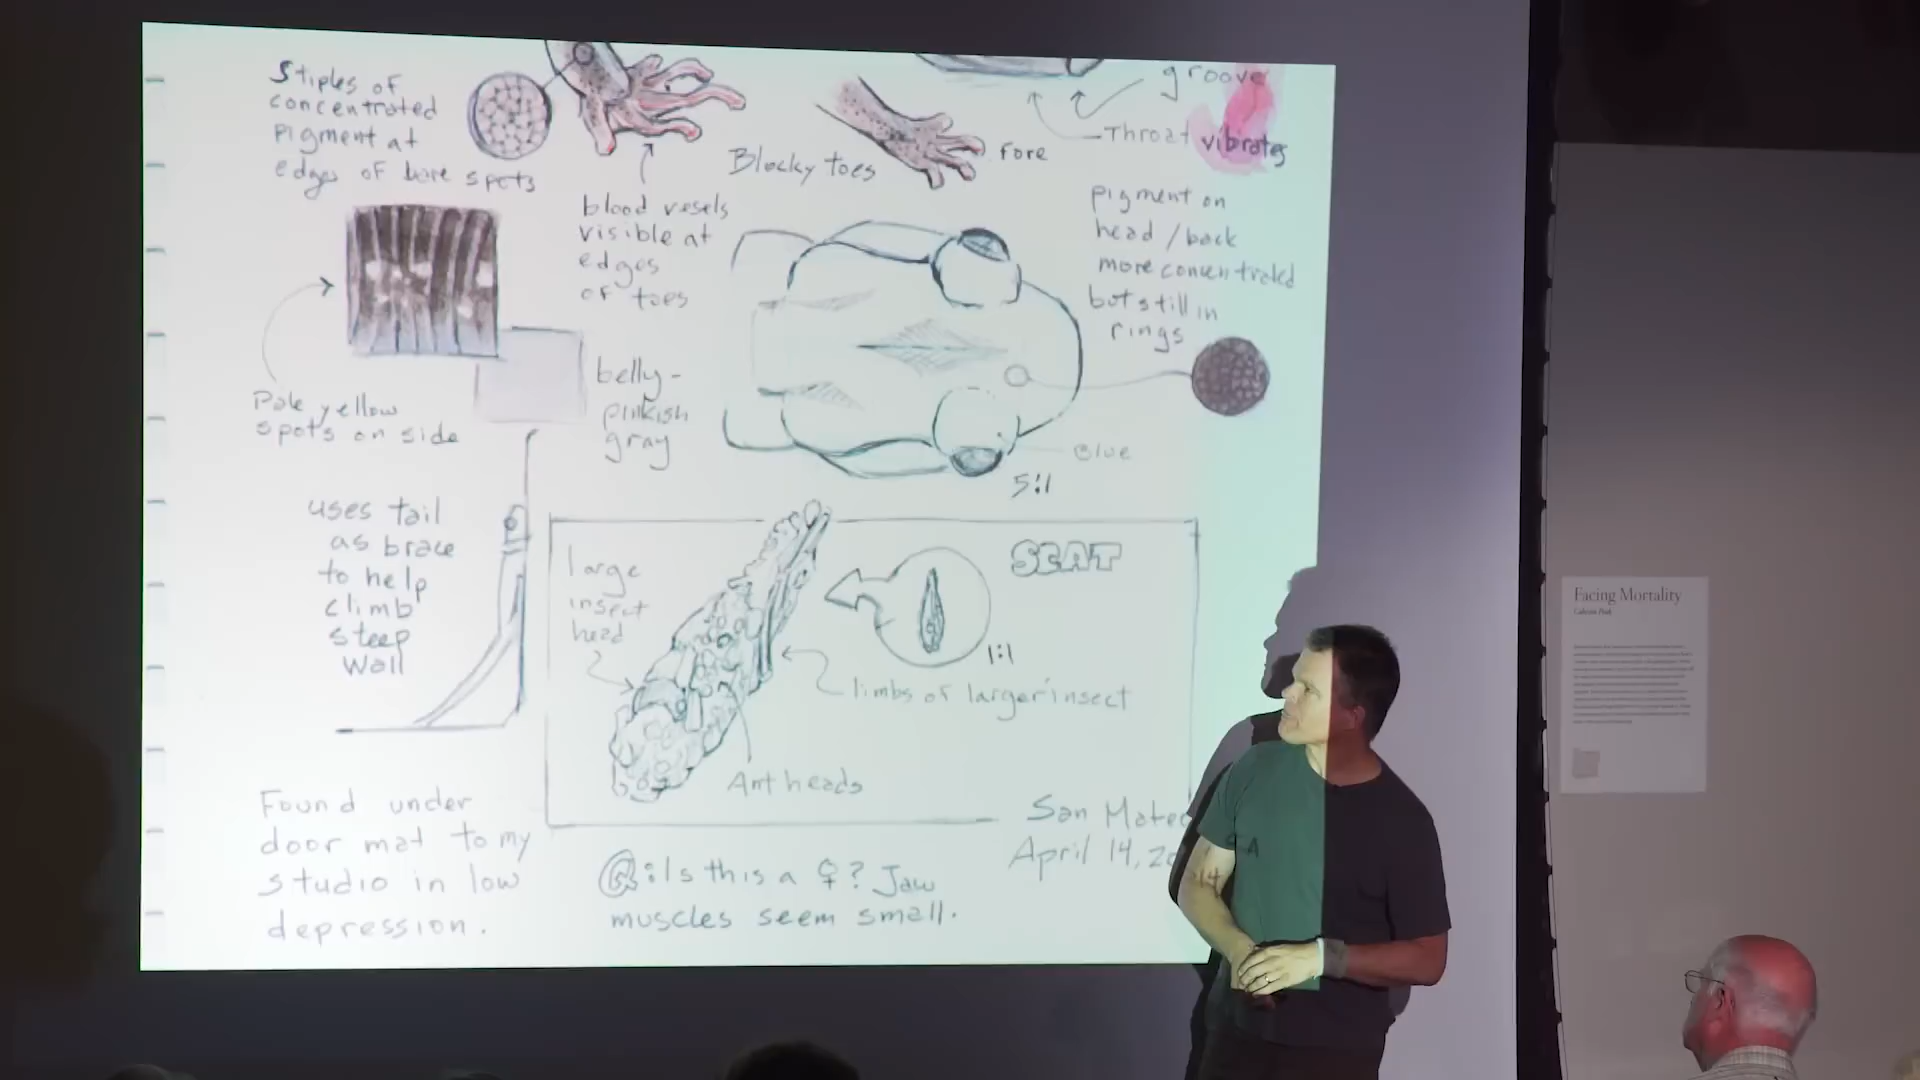 Stiples of
concentrated
pigment at
edges of bare spots
blood vesels
visible at
edges
of toes
Blocky toes
fore
groove
Throat vibrates
pigment on
head/back
more concentrated
but still in
rings
Pale yellow
spots on side
belly-
pinkish
gray
Blue
5:1
uses tail
as brace
to help
climb
steep
wall
large
insect
head
SCAT
1:1
limbs of larger insect
Ant heads
Found under
door mat to my
studio in low
depression.
Q: Is this a ♀? Jaw
muscles seem small.
San Mateo
April 14, 20
Facing Mortality